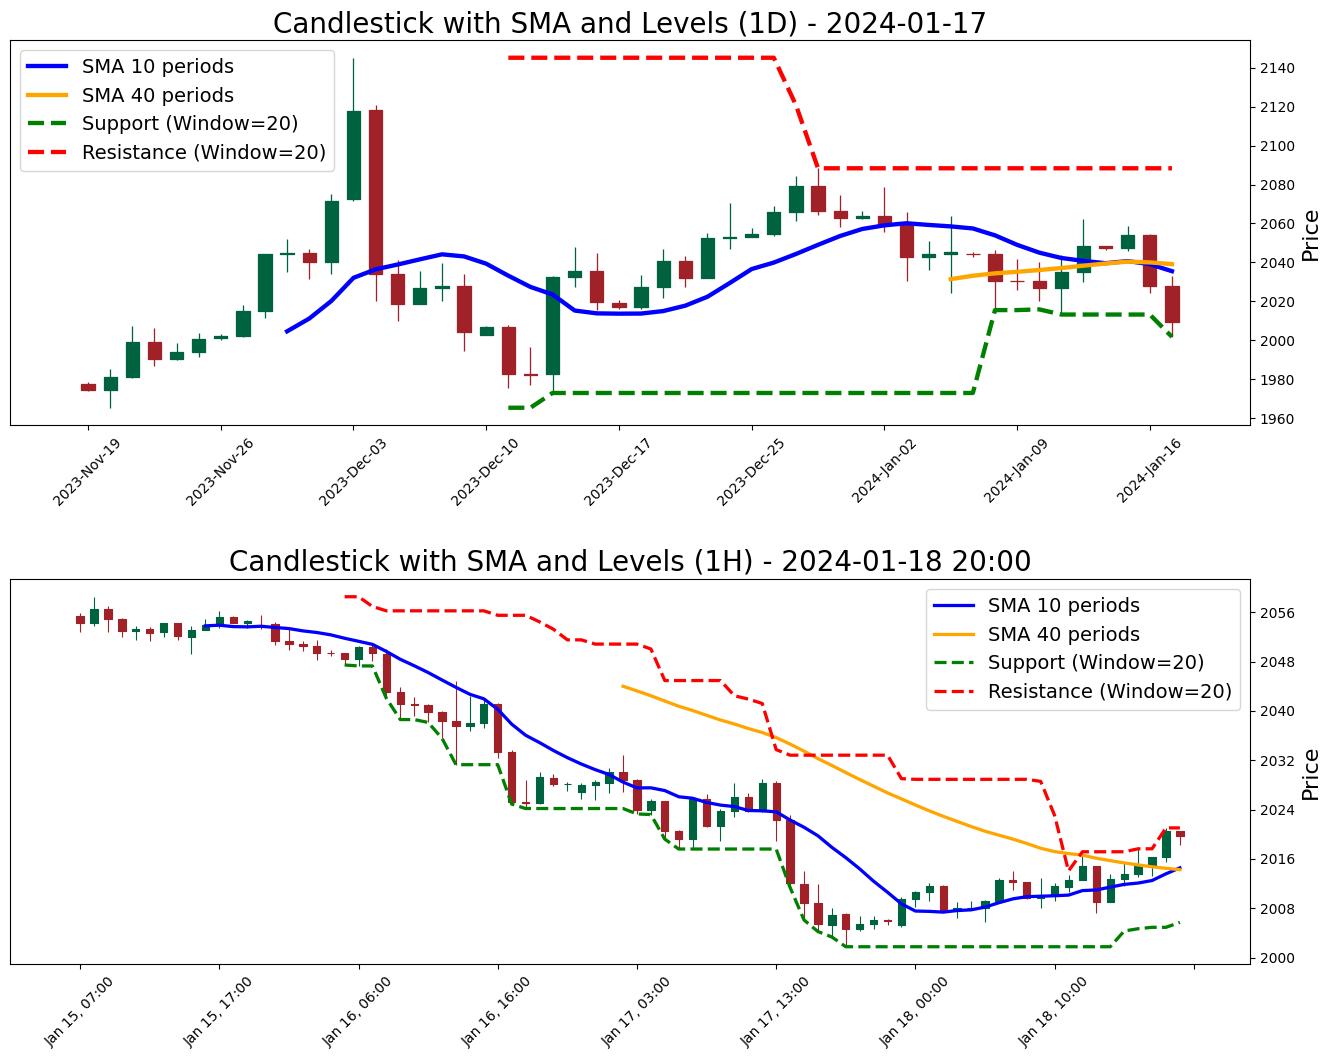 Candlestick with SMA and Levels (1D) - 2024-01-17
SMA 10 periods
SMA 40 periods
Support (Window=20)
Resistance (Window=20)
2140
2120
2100
2080
2060
2040
2020
2000
1980
1960
Price
2023-Nov-19
2023-Nov-26
2023-Dec-03
2023-Dec-10
2023-Dec-17
2023-Dec-25
2024-Jan-02
2024-Jan-09
2024-Jan-16
Candlestick with SMA and Levels (1H) - 2024-01-18 20:00
SMA 10 periods
SMA 40 periods
Support (Window=20)
Resistance (Window=20)
2056
2048
2040
2032
2024
2016
2008
2000
Price
Jan 15, 07:00
Jan 15, 17:00
Jan 16, 06:00
Jan 16, 16:00
Jan 17, 03:00
Jan 17, 13:00
Jan 18, 00:00
Jan 18, 10:00